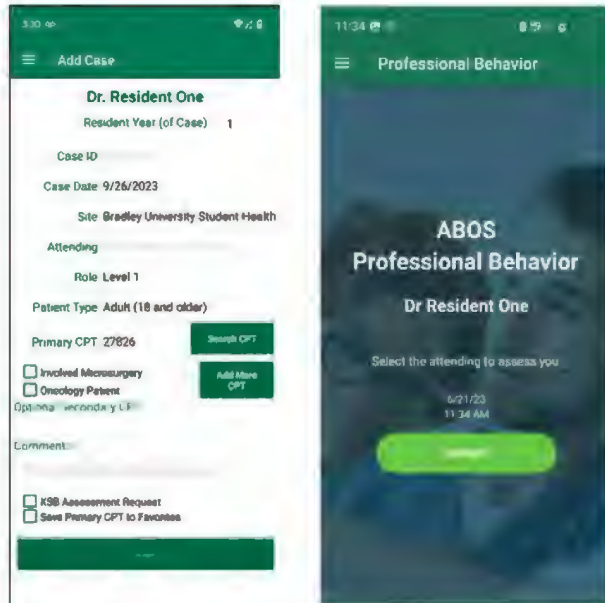 3:30
Add Case
Dr. Resident One
Resident Year (of Case) 1
Case ID
Case Date 9/26/2023
Site Bradley University Student Health
Attending
Role Level 1
Patient Type Adult (18 and older)
Primary CPT 27826
Search CPT
Involved Microsurgery
Oncology Patient
Add More
CPT
Optional Secondary
Comment
KSB Assessment Request
Save Primary CPT to Favorites
11:34
Professional Behavior
ABOS
Professional Behavior
Dr Resident One
Select the attending to assess you
6/21/23
11:34 AM